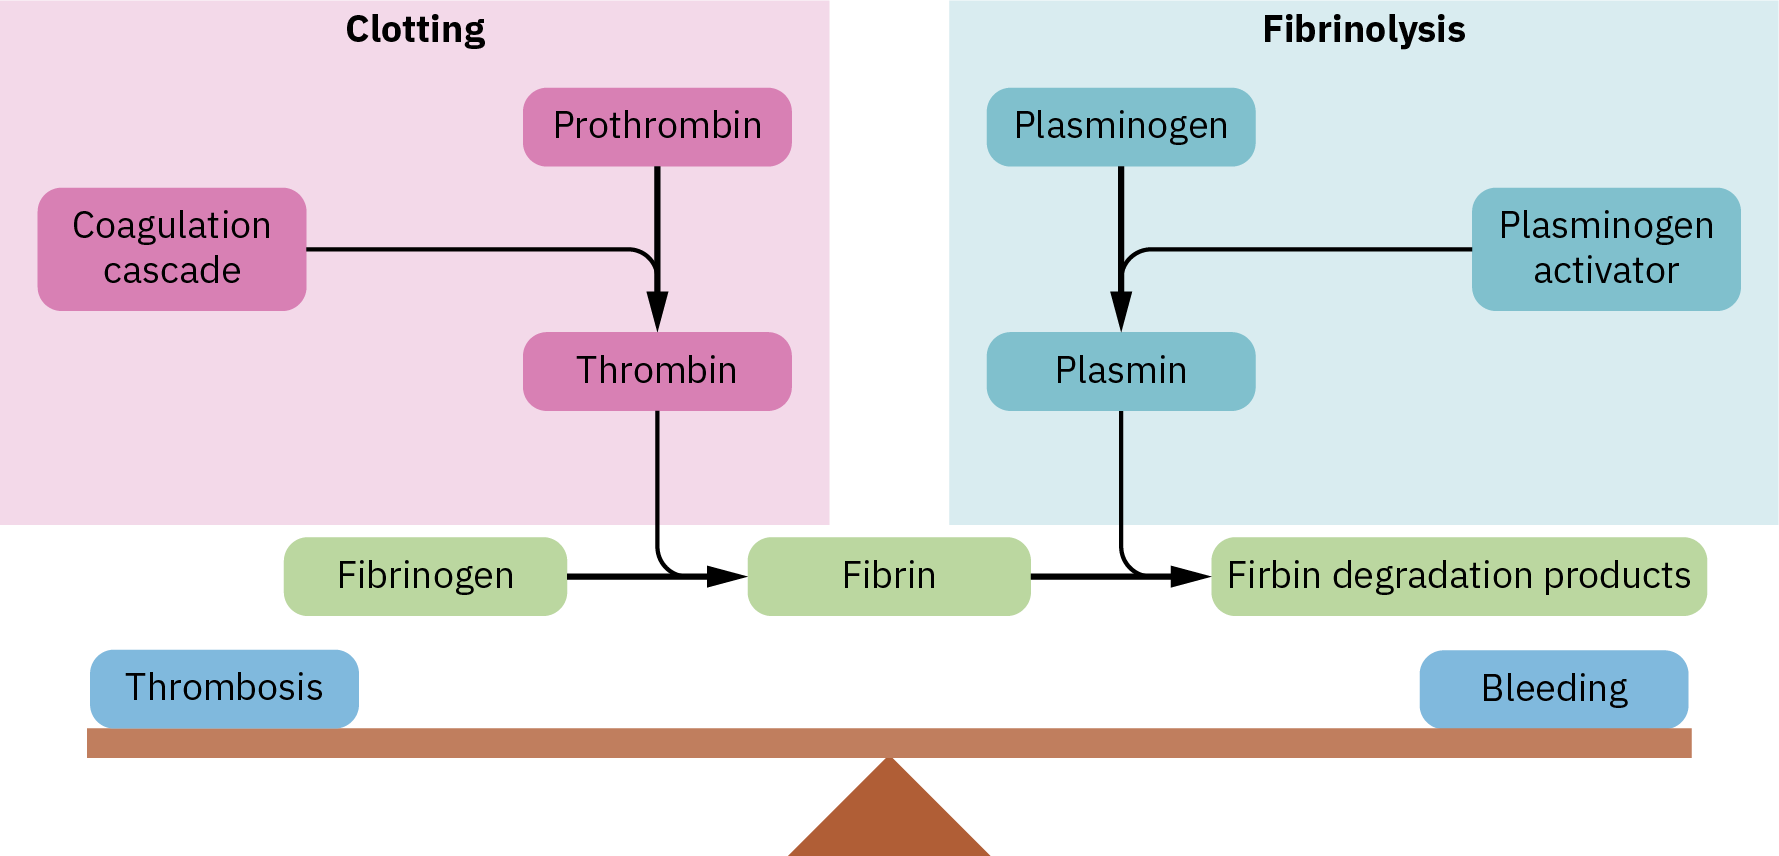 Clotting
Fibrinolysis
Prothrombin
Plasminogen
Coagulation
cascade
Plasminogen
activator
Thrombin
Plasmin
Fibrinogen
Fibrin
Firbin degradation products
Thrombosis
Bleeding